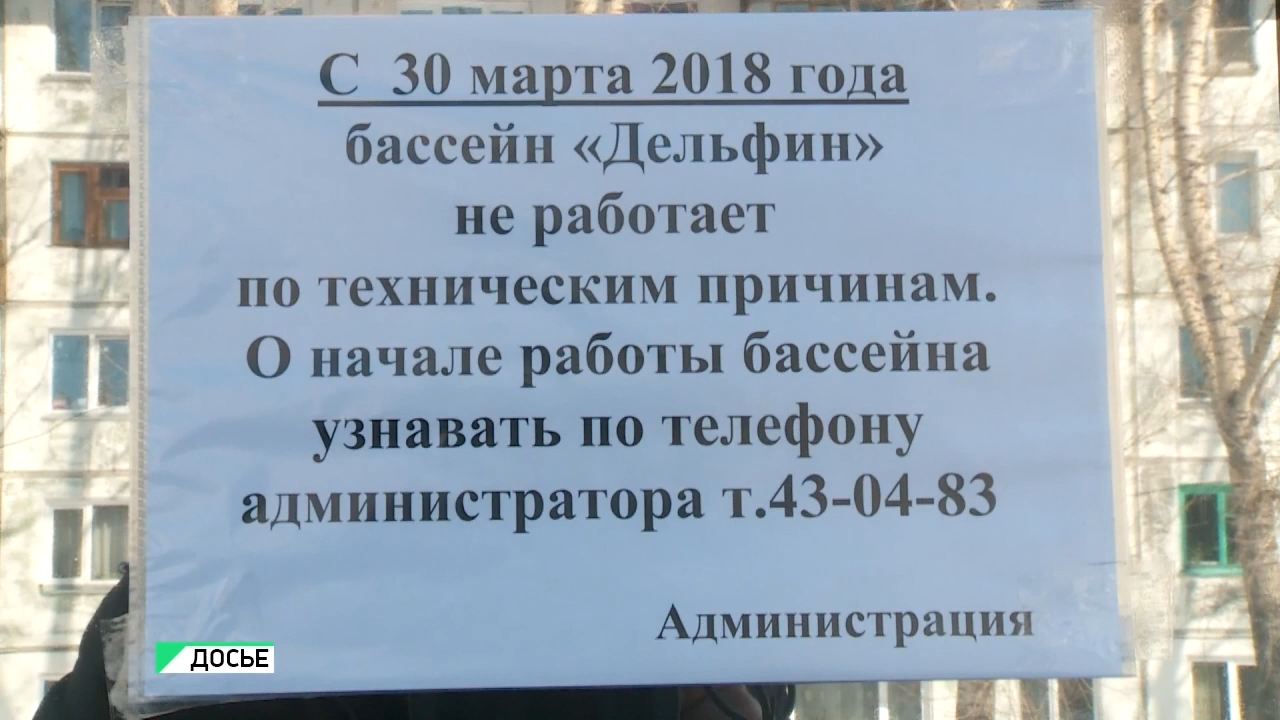 С 30 марта 2018 года
бассейн «Дельфин»
не работает
по техническим причинам.
О начале работы бассейна
узнавать по телефону
администратора т.43-04-83
Администрация
ДОСЬЕ